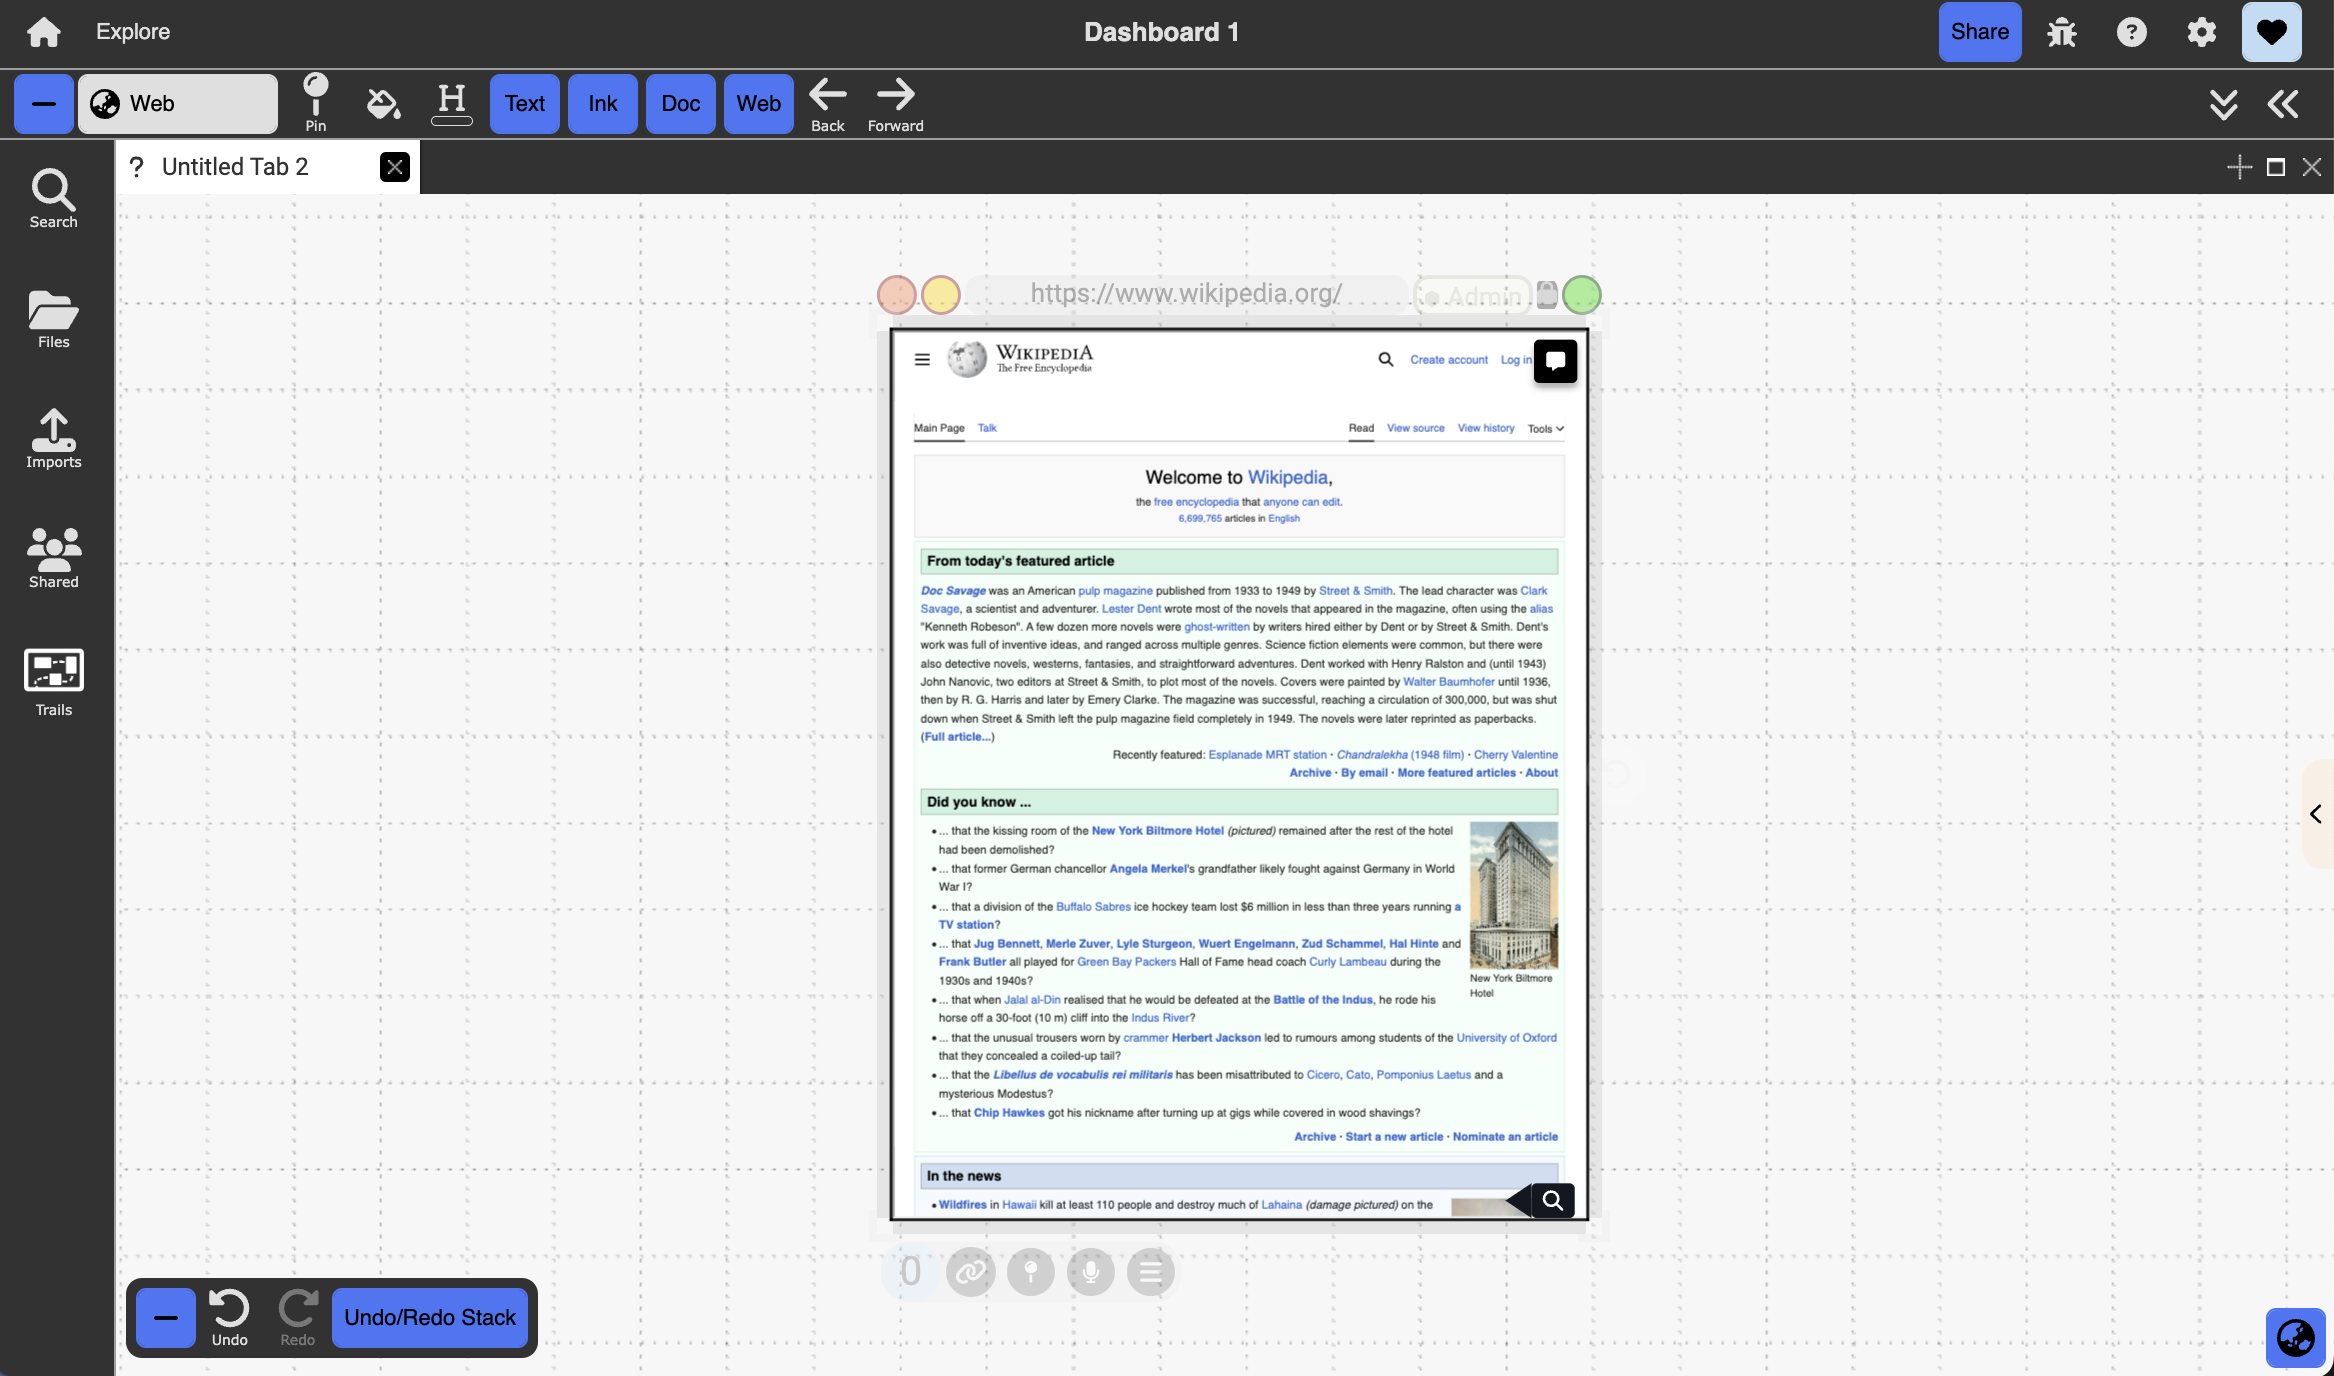 Explore
Dashboard 1
Share
Web
Pin
H
Text
Ink
Doc
Web
Back
Forward
? Untitled Tab 2
Search
Files
Imports
Shared
Trails
https://www.wikipedia.org/
Admin
WIKIPEDIA
The Free Encyclopedia
Create account Log in
Main Page Talk
Read View source View history Tools
Welcome to Wikipedia,
the free encyclopedia that anyone can edit.
6,699,765 articles in English
From today's featured article
Doc Savage was an American pulp magazine published from 1933 to 1949 by Street & Smith. The lead character was Clark
Savage, a scientist and adventurer. Lester Dent wrote most of the novels that appeared in the magazine, often using the alias
"Kenneth Robeson". A few dozen more novels were ghost-written by writers hired either by Dent or by Street & Smith. Dent's
work was full of inventive ideas, and ranged across multiple genres. Science fiction elements were common, but there were
also detective novels, westerns, fantasies, and straightforward adventures. Dent worked with Henry Ralston and (until 1943)
John Nanovic, two editors at Street & Smith, to plot most of the novels. Covers were painted by Walter Baumhofer until 1936,
then by R. G. Harris and later by Emery Clarke. The magazine was successful, reaching a circulation of 300,000, but was shut
down when Street & Smith left the pulp magazine field completely in 1949. The novels were later reprinted as paperbacks.
(Full article...)
Recently featured: Esplanade MRT station · Chandralekha (1948 film) · Cherry Valentine
Archive · By email · More featured articles · About
Did you know ...
• ... that the kissing room of the New York Biltmore Hotel (pictured) remained after the rest of the hotel
had been demolished?
• ... that former German chancellor Angela Merkel's grandfather likely fought against Germany in World
War I?
• ... that a division of the Buffalo Sabres ice hockey team lost $6 million in less than three years running a
TV station?
• ... that Jug Bennett, Merle Zuver, Lyle Sturgeon, Wuert Engelmann, Zud Schammel, Hal Hinte and
Frank Butler all played for Green Bay Packers Hall of Fame head coach Curly Lambeau during the
1930s and 1940s?
• ... that when Jalal al-Din realised that he would be defeated at the Battle of the Indus, he rode his
horse off a 30-foot (10 m) cliff into the Indus River?
• ... that the unusual trousers worn by crammer Herbert Jackson led to rumours among students of the University of Oxford
that they concealed a coiled-up tail?
• ... that the Libellus de vocabulis rei militaris has been misattributed to Cicero, Cato, Pomponius Laetus and a
mysterious Modestus?
• ... that Chip Hawkes got his nickname after turning up at gigs while covered in wood shavings?
New York Biltmore
Hotel
Archive · Start a new article · Nominate an article
In the news
• Wildfires in Hawaii kill at least 110 people and destroy much of Lahaina (damage pictured) on the
0
Undo
Redo
Undo/Redo Stack